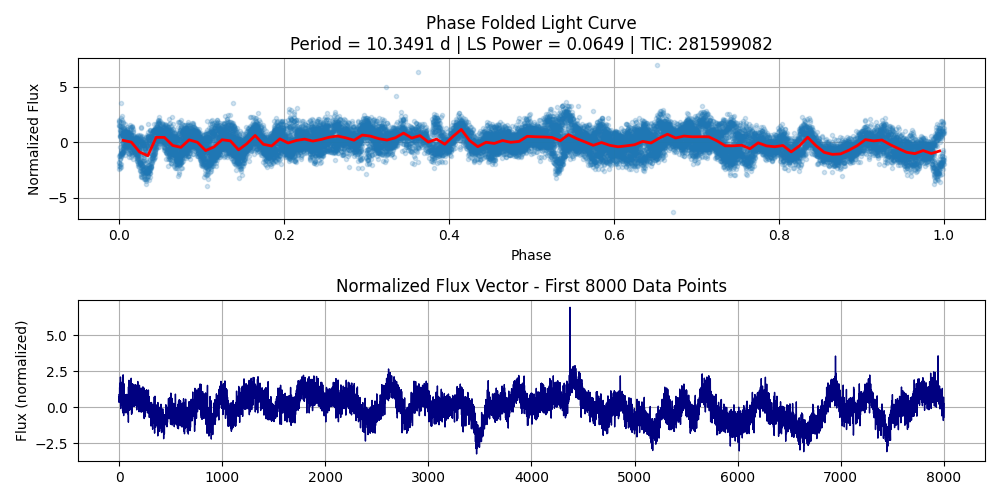 Phase Folded Light Curve
Period = 10.3491 d | LS Power = 0.0649 | TIC: 281599082
Normalized Flux
5
0
−5
0.0 0.2 0.4 0.6 0.8 1.0
Phase
Normalized Flux Vector - First 8000 Data Points
Flux (normalized)
5.0
2.5
0.0
−2.5
0 1000 2000 3000 4000 5000 6000 7000 8000